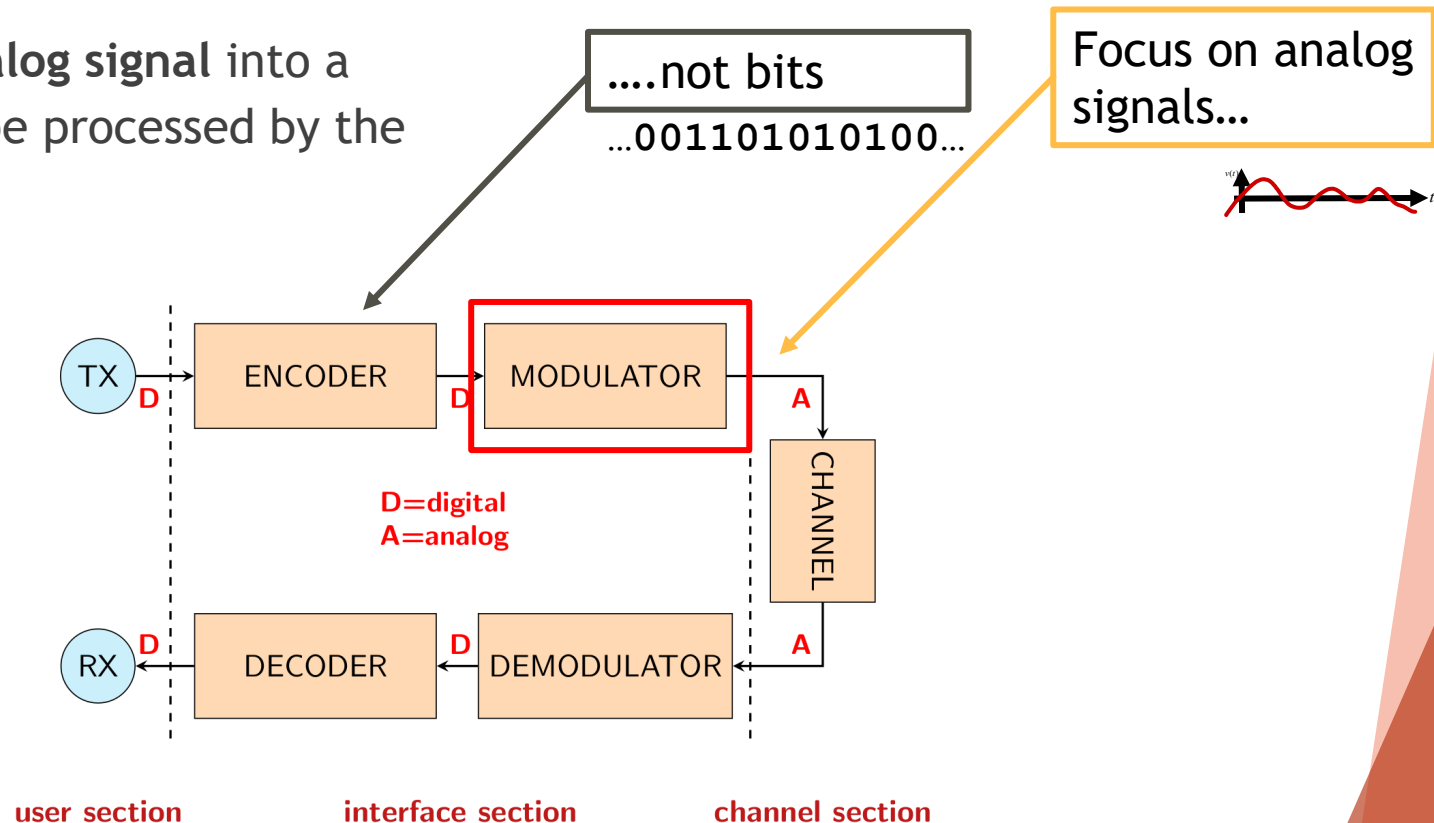 alog signal into a
be processed by the
....not bits
...001101010100...
Focus on analog
signals...
v(t)
t
TX
D
ENCODER
D
MODULATOR
A
CHANNEL
D=digital
A=analog
RX
D
DECODER
D
DEMODULATOR
A
user section
interface section
channel section